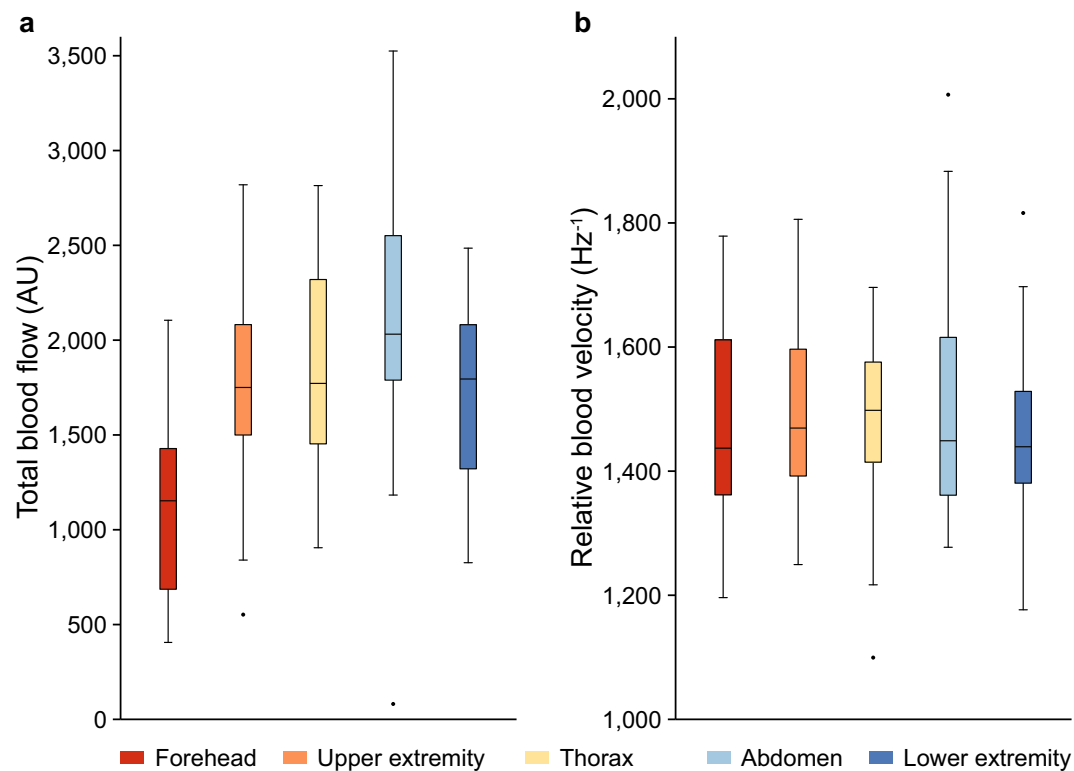 a
Total blood flow (AU)
3,500
3,000
2,500
2,000
1,500
1,000
500
0
b
Relative blood velocity (Hz⁻¹)
2,000
1,800
1,600
1,400
1,200
1,000
Forehead Upper extremity Thorax Abdomen Lower extremity